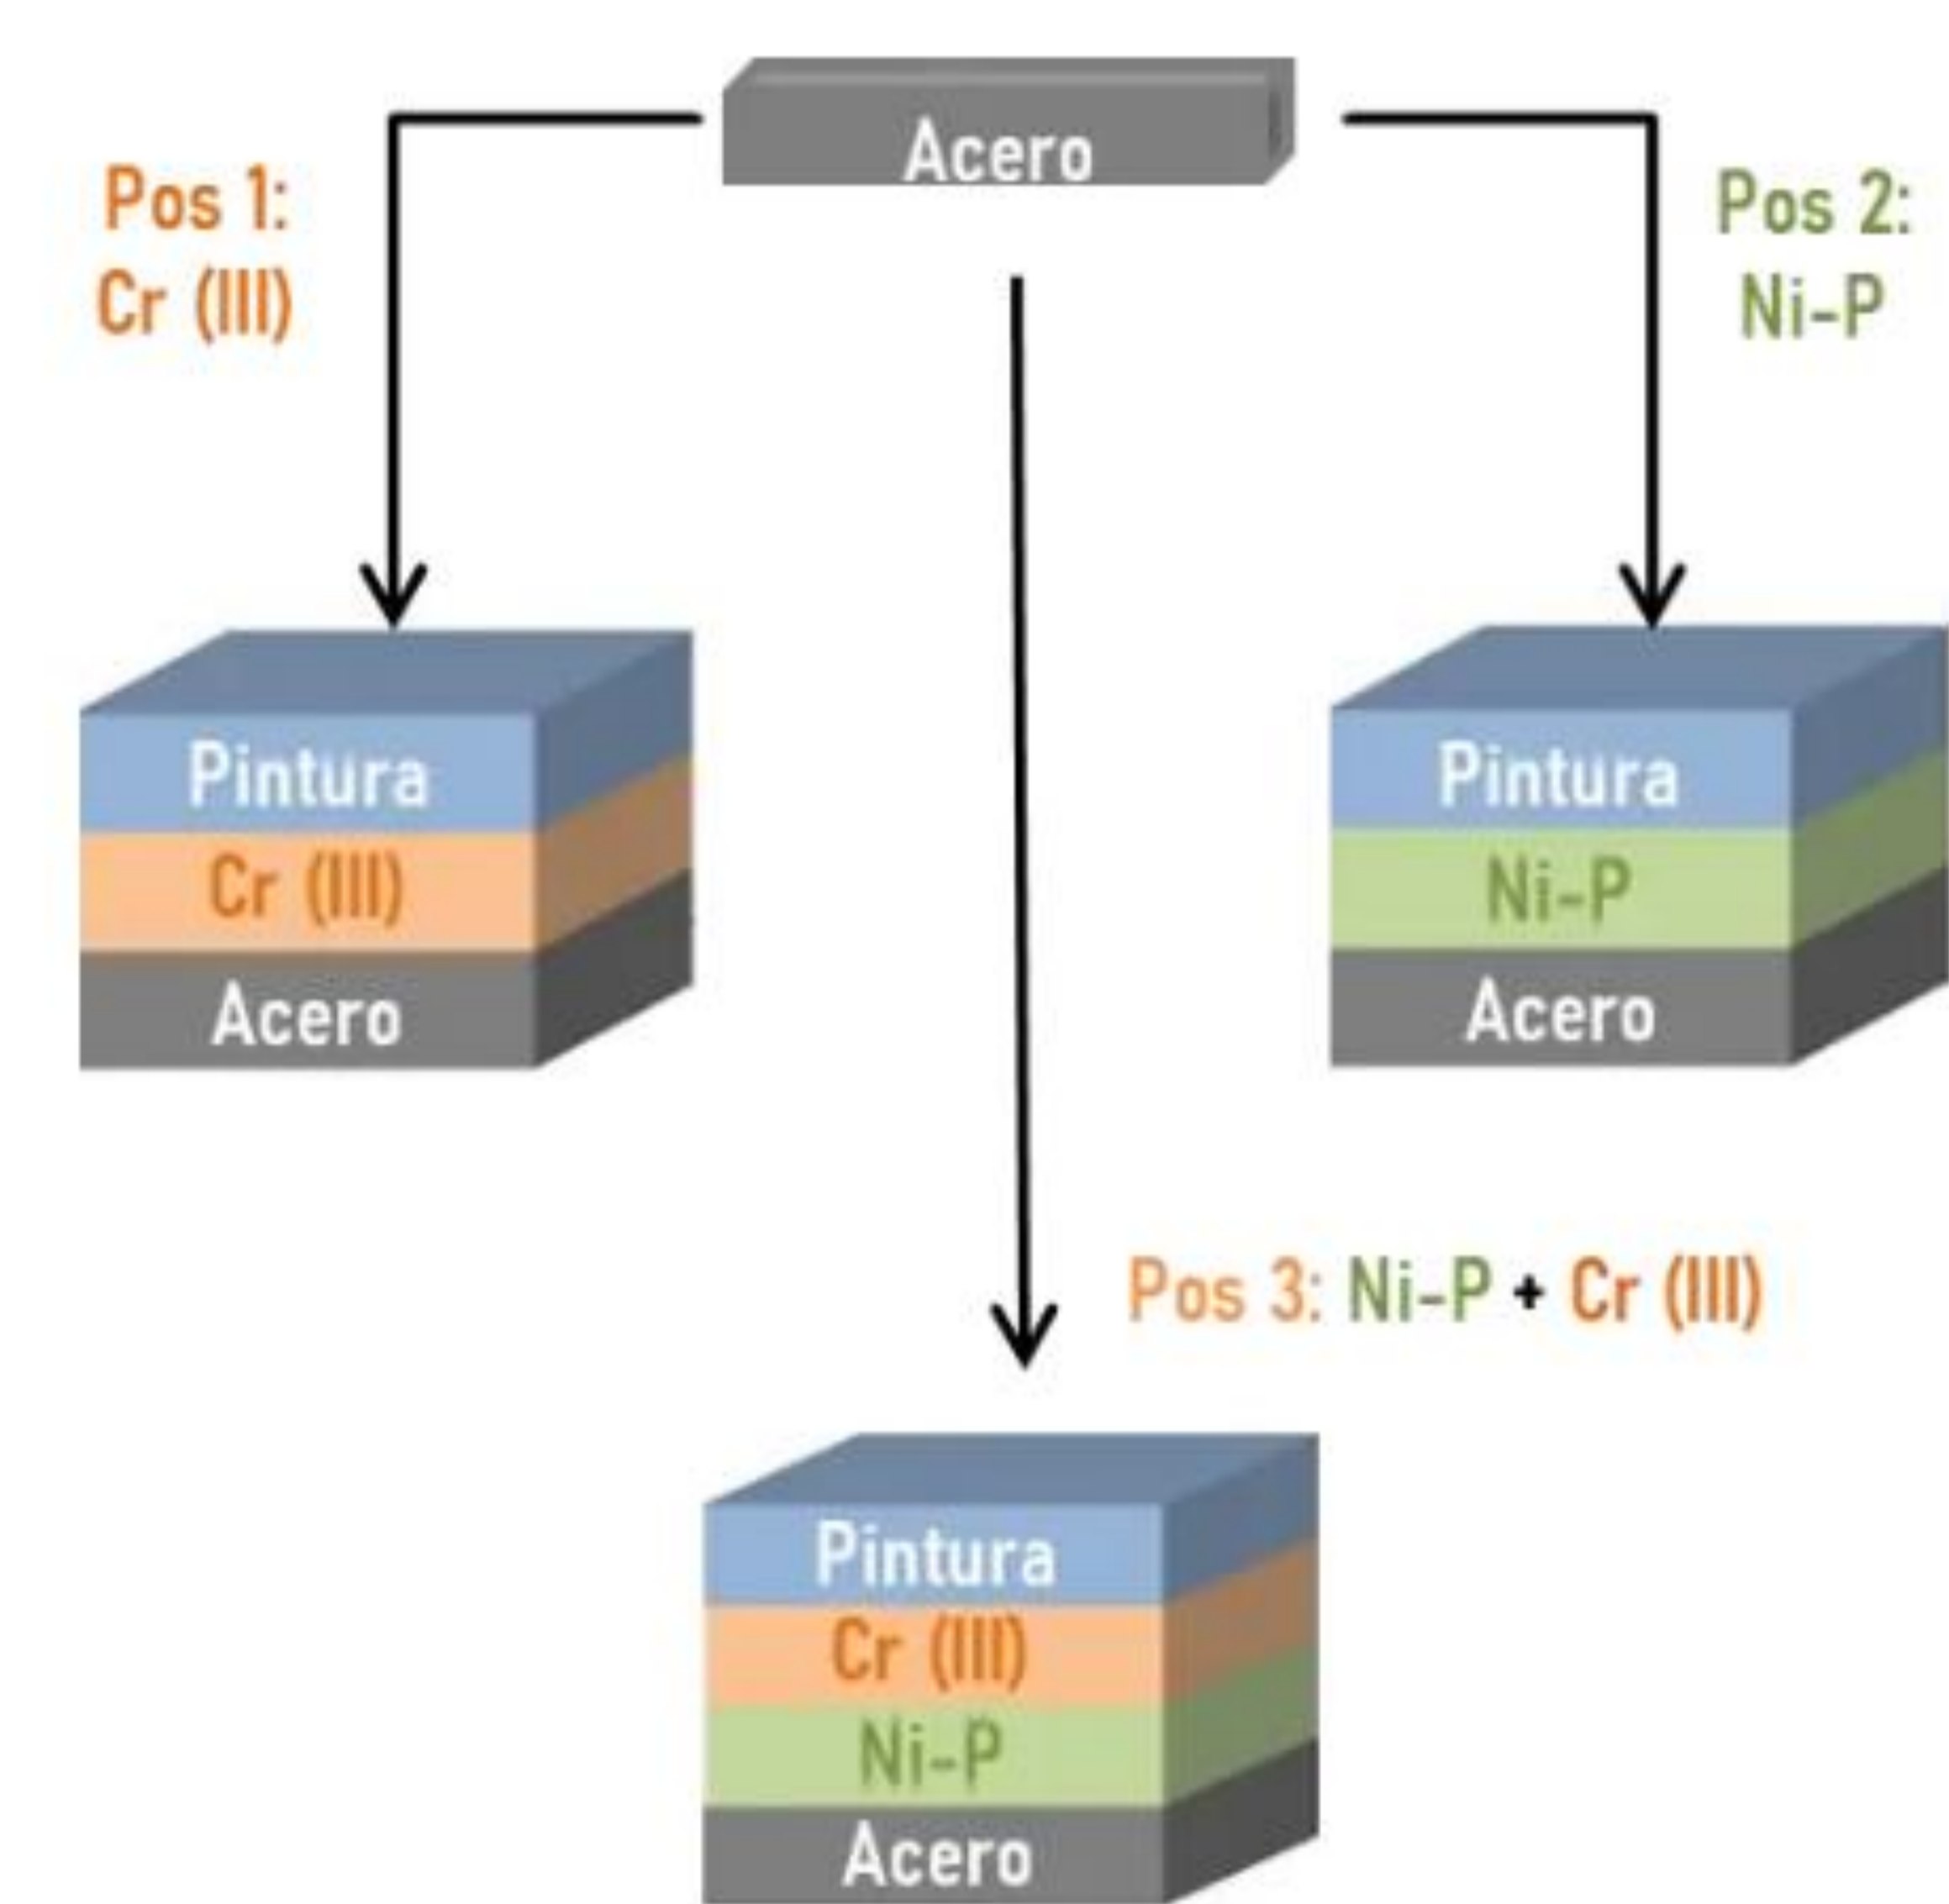 Acero
Pos 1:
Cr (III)
Pos 2:
Ni-P
Pintura
Cr (III)
Acero
Pintura
Ni-P
Acero
Pos 3: Ni-P + Cr (III)
Pintura
Cr (III)
Ni-P
Acero